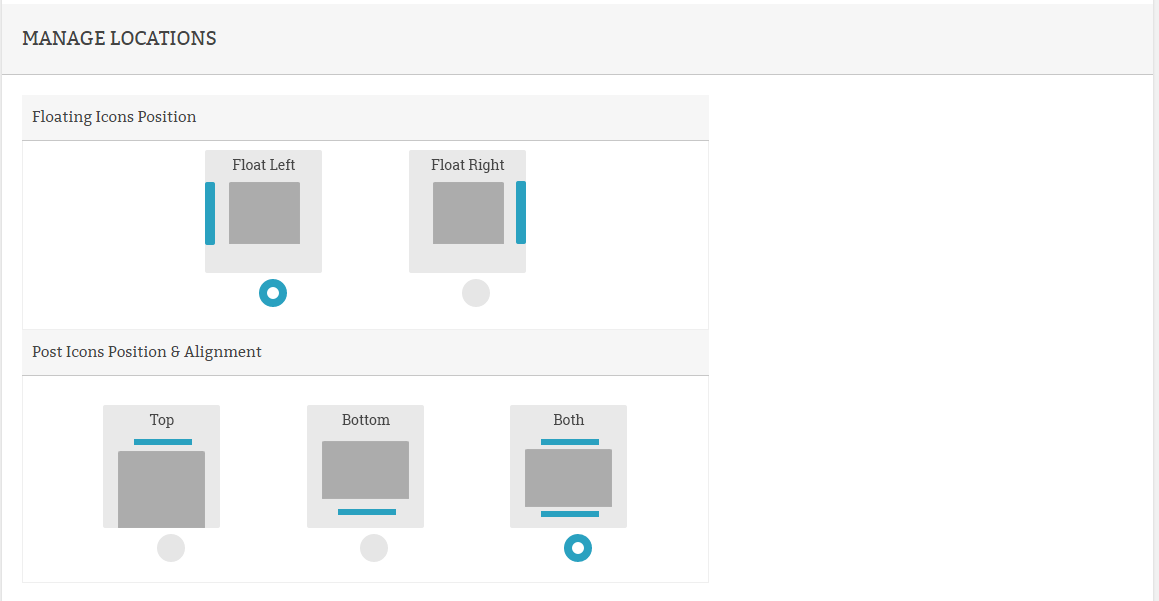 MANAGE LOCATIONS
Floating Icons Position
Float Left
Float Right
Post Icons Position & Alignment
Top
Bottom
Both